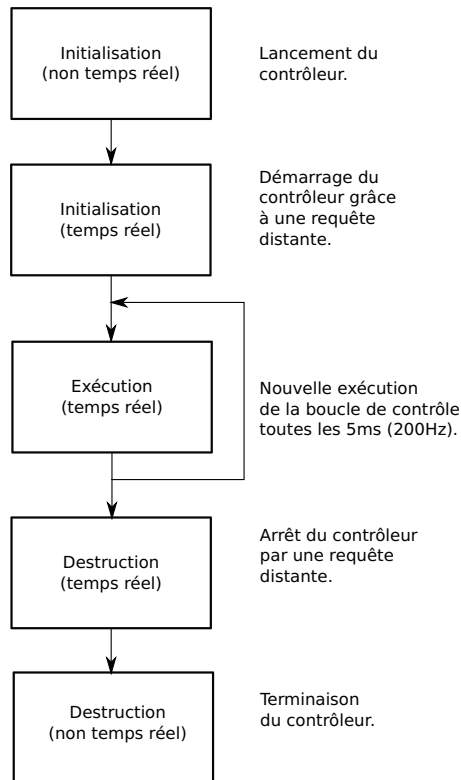 Initialisation
(non temps réel)
Lancement du
contrôleur.
Initialisation
(temps réel)
Démarrage du
contrôleur grâce
à une requête
distante.
Exécution
(temps réel)
Nouvelle exécution
de la boucle de contrôle
toutes les 5ms (200Hz).
Destruction
(temps réel)
Arrêt du contrôleur
par une requête
distante.
Destruction
(non temps réel)
Terminaison
du contrôleur.